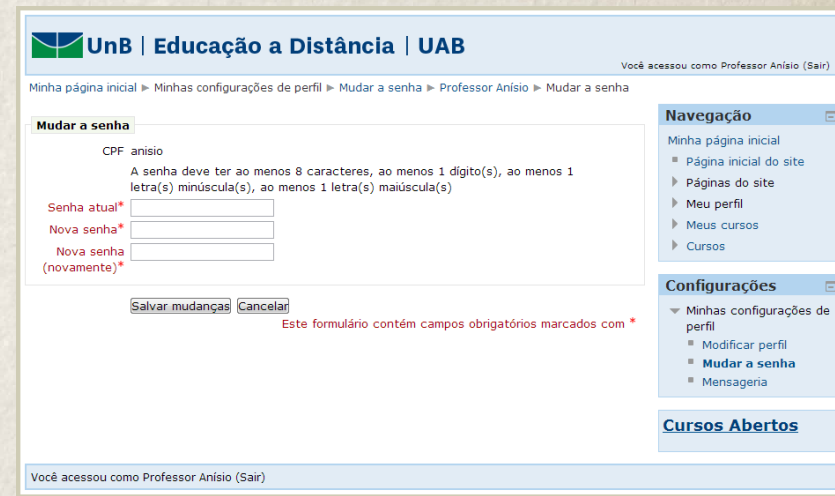 UnB | Educação a Distância | UAB
Você acessou como Professor Anísio (Sair)
Minha página inicial ► Minhas configurações de perfil ► Mudar a senha ► Professor Anísio ► Mudar a senha
Mudar a senha
CPF anisio
A senha deve ter ao menos 8 caracteres, ao menos 1 dígito(s), ao menos 1
letra(s) minúscula(s), ao menos 1 letra(s) maiúscula(s)
Senha atual*
Nova senha*
Nova senha
(novamente)*
Salvar mudanças Cancelar
Este formulário contém campos obrigatórios marcados com *
Navegação
Minha página inicial
Página inicial do site
Páginas do site
Meu perfil
Meus cursos
Cursos
Configurações
Minhas configurações de
perfil
Modificar perfil
Mudar a senha
Mensageria
Cursos Abertos
Você acessou como Professor Anísio (Sair)